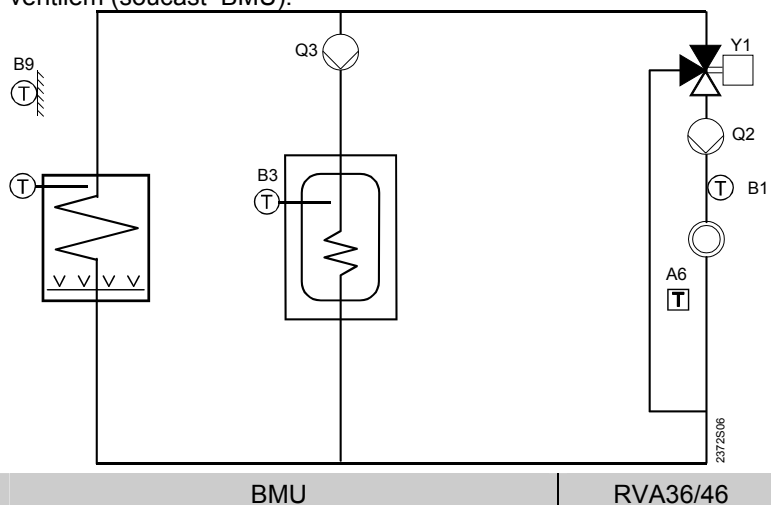 ventilem (součást BMU).
Y1
Q3
B9
T
Q2
T
B3
T
T
B1
A6
T
2372S06
BMU
RVA36/46